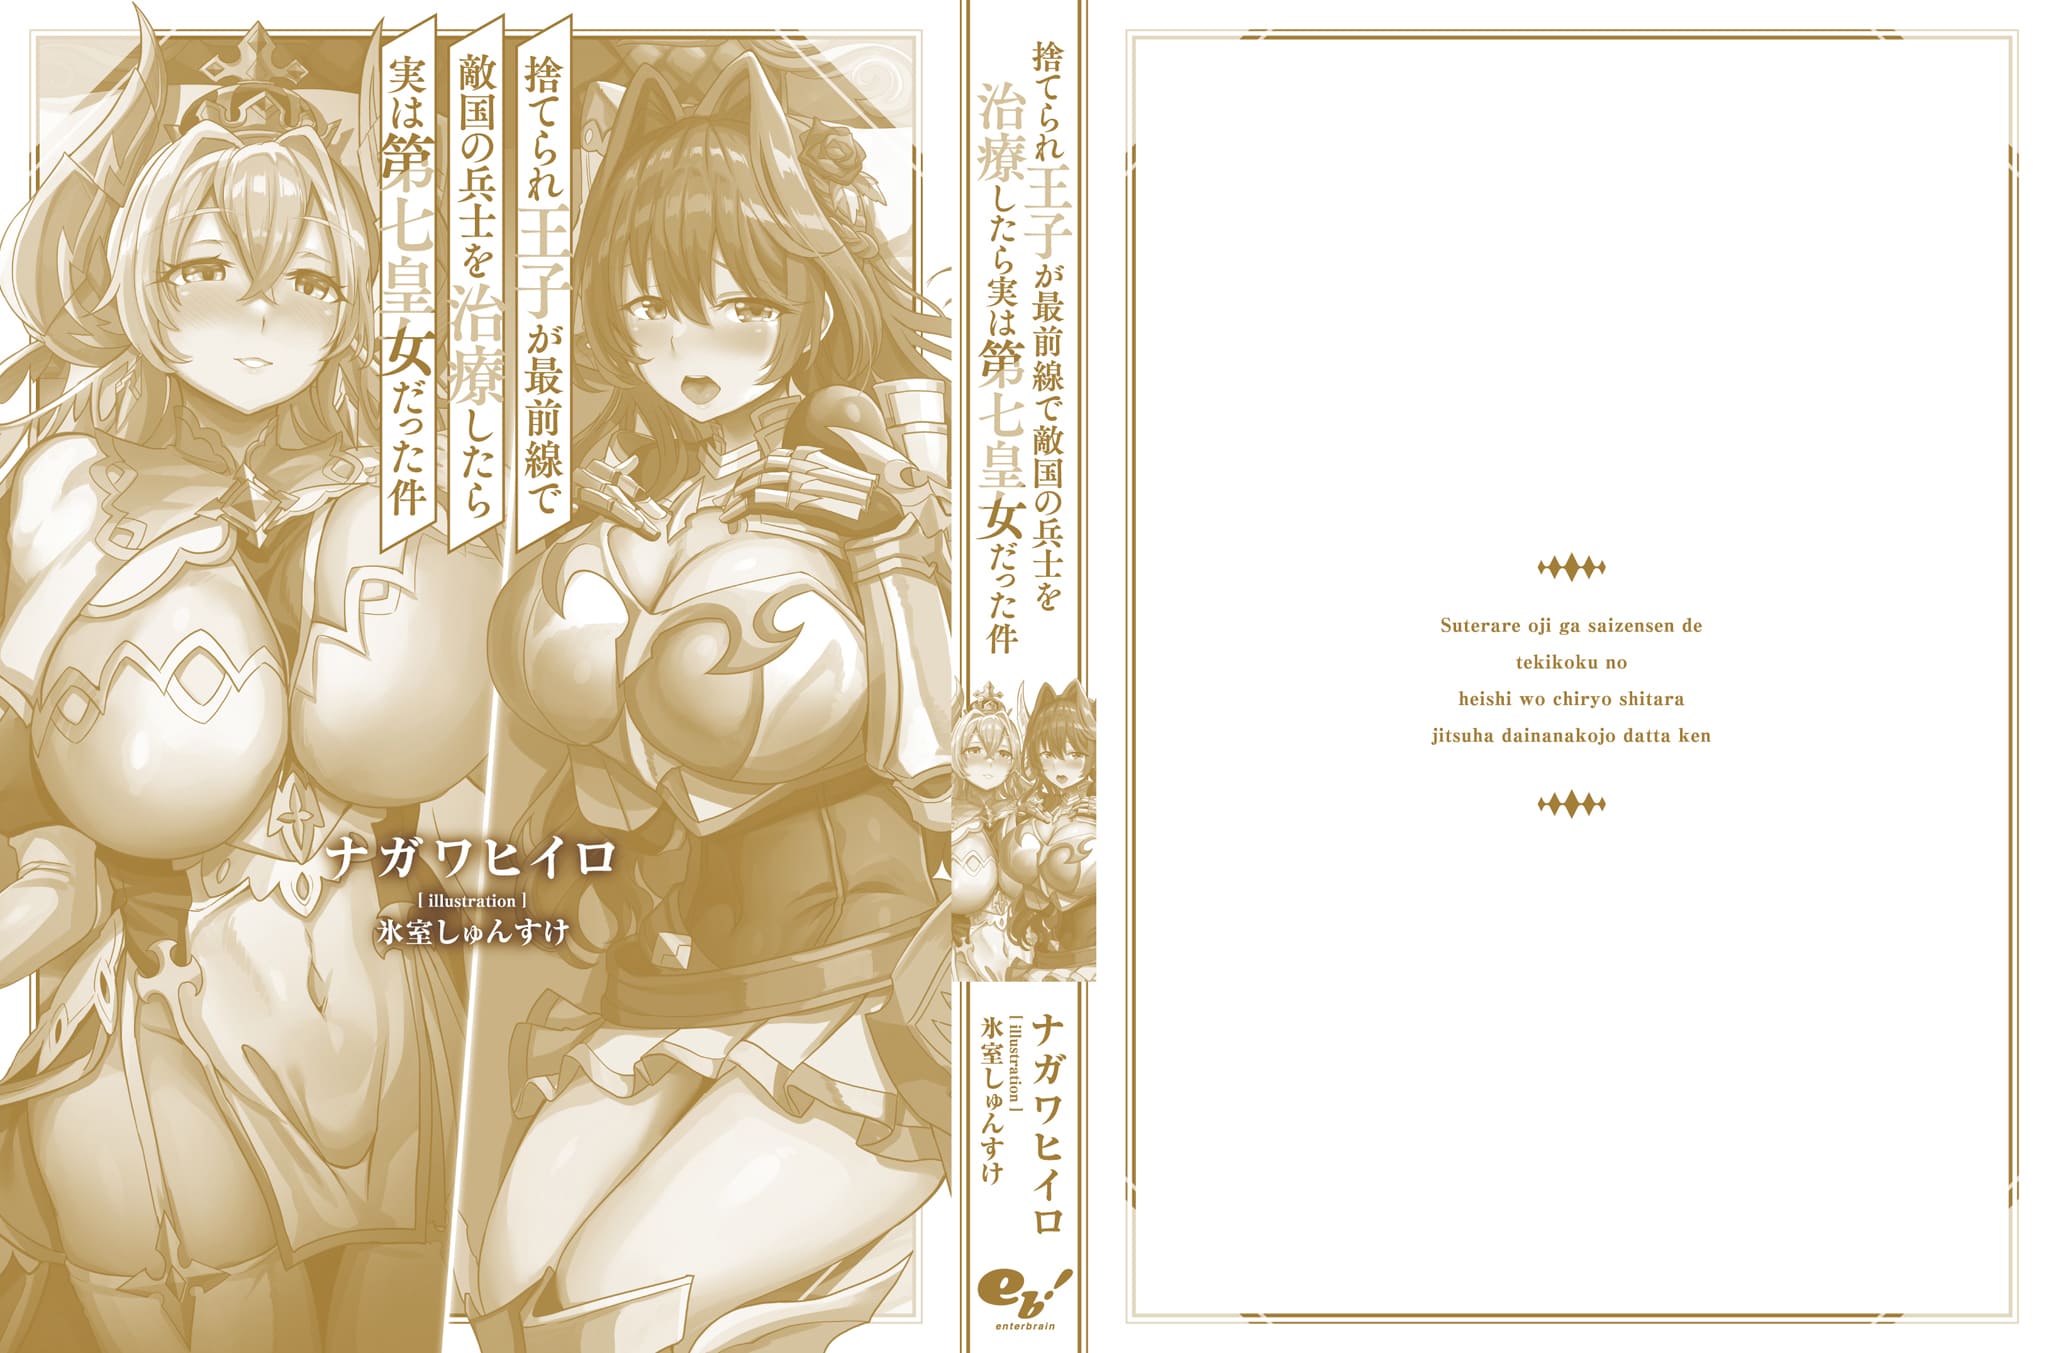 捨てられ王子が最前線で
敵国の兵士を治療したら
実は第七皇女だった件
ナガワヒイロ
[ illustration ]
氷室しゅんすけ
捨てられ王子が最前線で敵国の兵士を
治療したら実は第七皇女だった件
ナガワヒイロ
[ illustration ]
氷室しゅんすけ
eb!
enterbrain
Suterare oji ga saizensen de
tekikoku no
heishi wo chiryo shitara
jitsuha dainanakojo datta ken